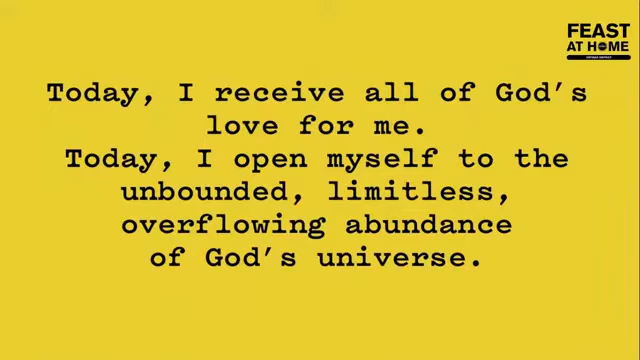 FEAST
AT HOME
Today, I receive all of God's
love for me.
Today, I open myself to the
unbounded, limitless,
overflowing abundance
of God's universe.